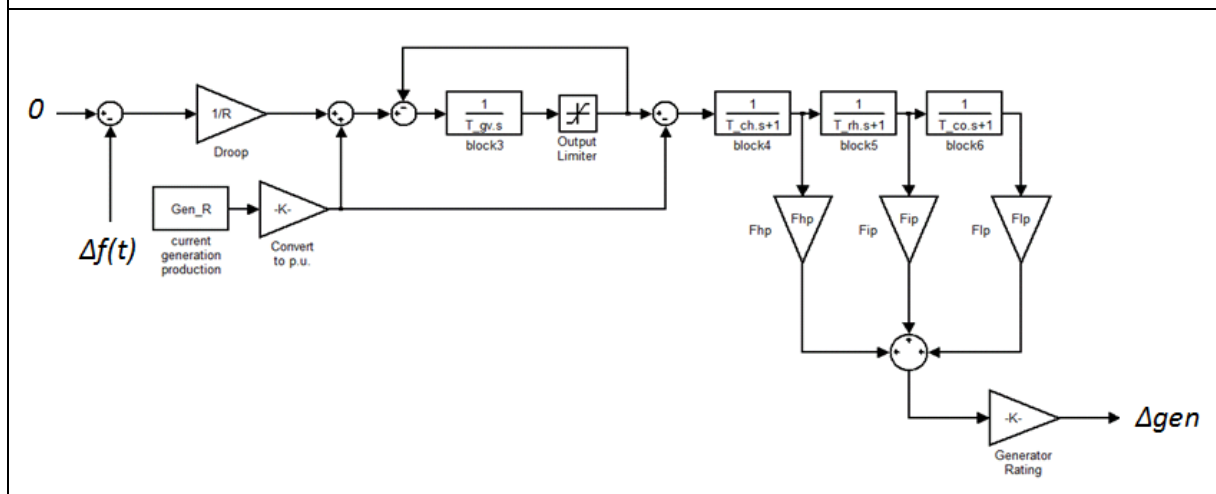 0
1/R
Droop
Δf(t)
Gen_R
current
generation
production
-K-
Convert
to p.u.
1
T_gv.s
block3
Output
Limiter
1
T_ch.s+1
block4
1
T_rh.s+1
block5
1
T_co.s+1
block6
Fhp
Fhp
Fip
Fip
Flp
Flp
-K-
Generator
Rating
Δgen